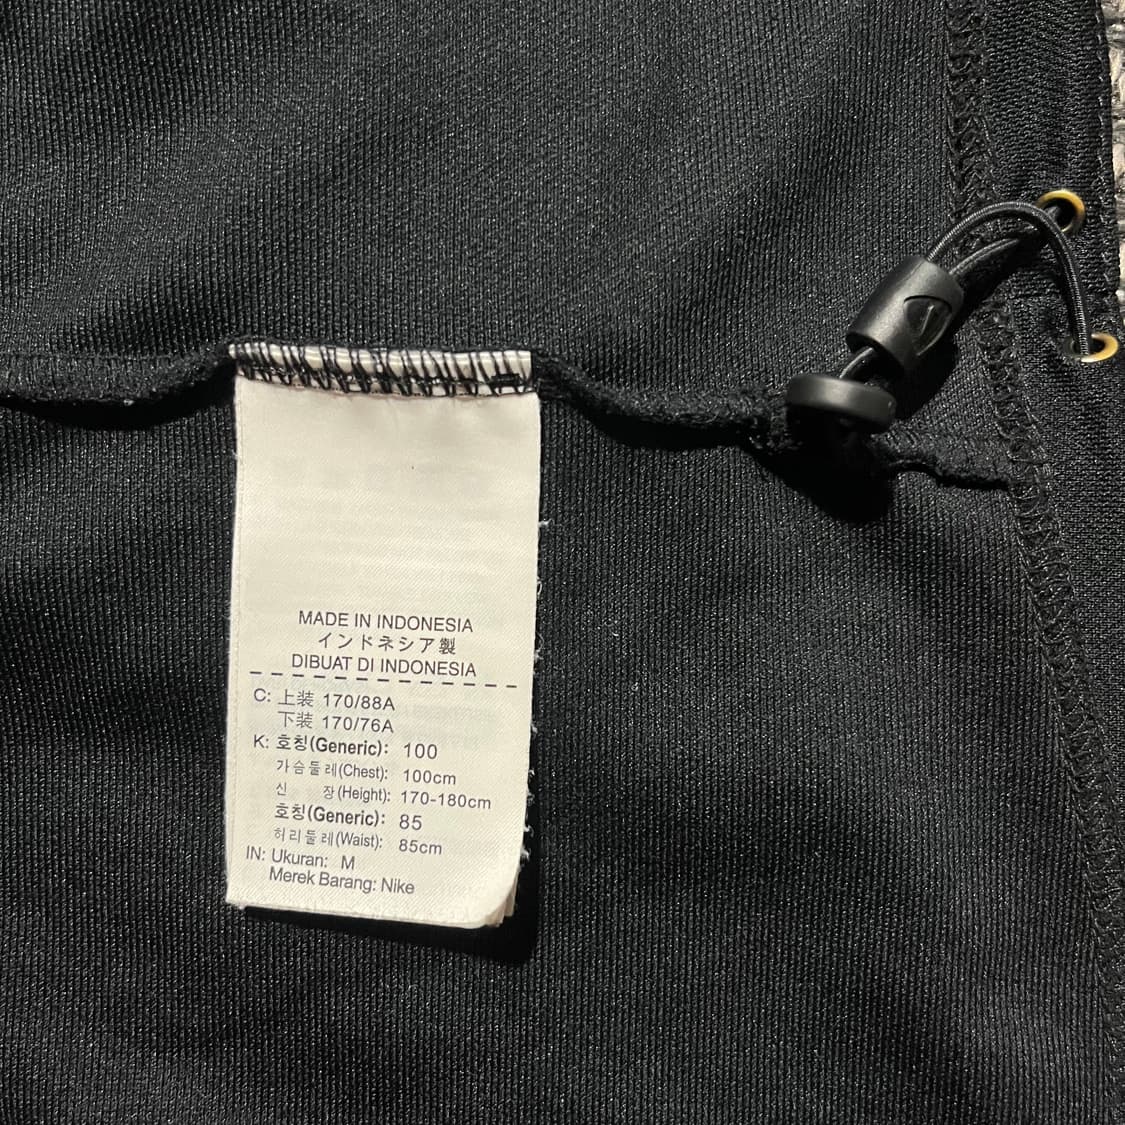 MADE IN INDONESIA
インドネシア製
DIBUAT DI INDONESIA
C: 上装 170/88A
下装 170/76A
K: 호칭(Generic): 100
가슴둘레(Chest): 100cm
신 장(Height): 170-180cm
호칭(Generic): 85
허리둘레(Waist): 85cm
IN: Ukuran: M
Merek Barang: Nike